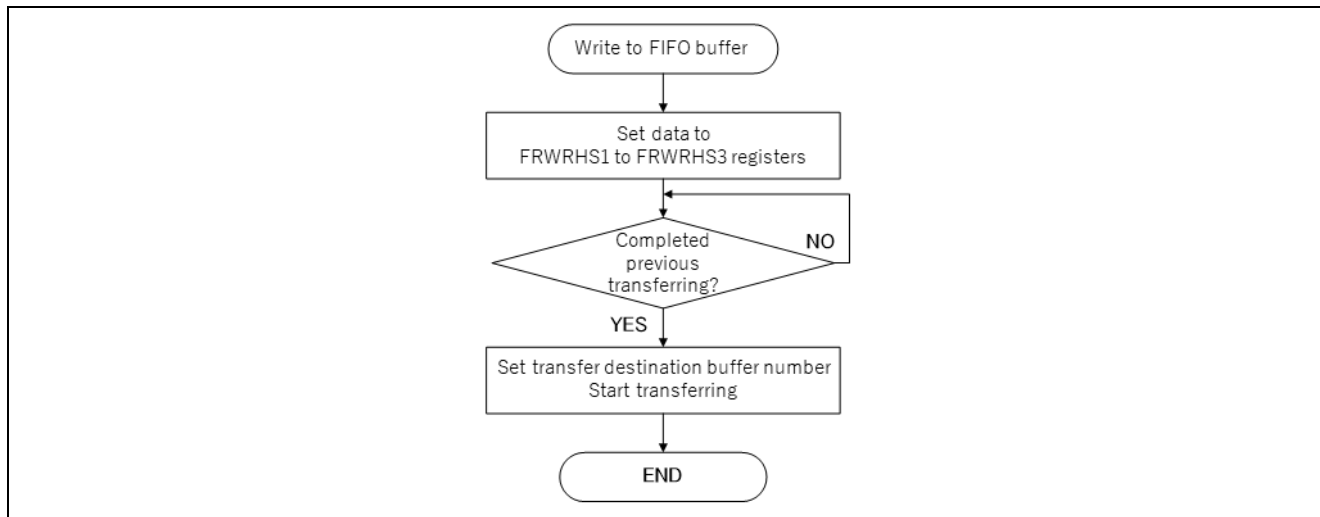 Write to FIFO buffer
Set data to
FRWRHS1 to FRWRHS3 registers
Completed
previous
transferring?
NO
YES
Set transfer destination buffer number
Start transferring
END